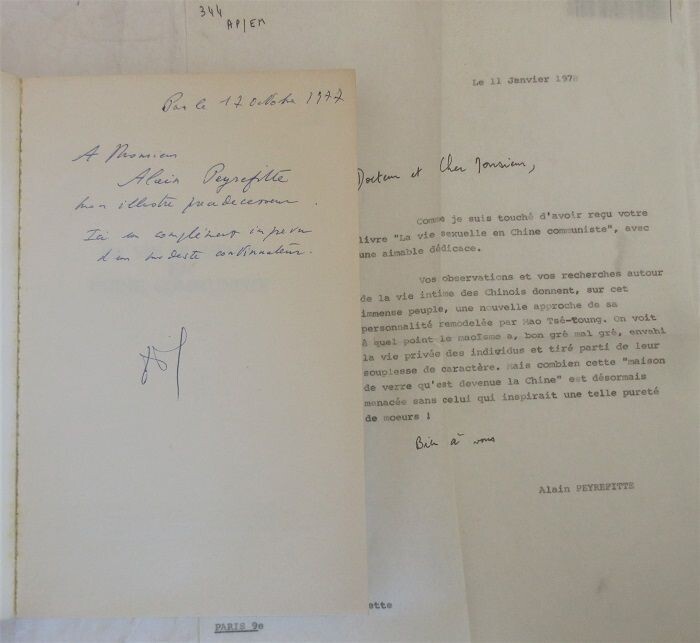 344
AP/EM
Le 11 Janvier 1978
Docteur et Cher Monsieur,
Comme je suis touché d'avoir reçu votre
livre "La vie sexuelle en Chine communiste", avec
une aimable dédicace.
Vos observations et vos recherches autour
de la vie intime des Chinois donnent, sur cet
immense peuple, une nouvelle approche de sa
personnalité remodelée par Mao Tsé-Toung. On voit
à quel point le maoïsme a, bon gré mal gré, envahi
la vie privée des individus et tiré parti de leur
souplesse de caractère. Mais combien cette "maison
de verre qu'est devenue la Chine" est désormais
menacée sans celui qui inspirait une telle pureté
de moeurs !
Bien à vous
Alain PEYREFITTE
ette
PARIS 9e
le 17 octobre 1977
A Monsieur
Alain Peyrefitte
mon illustre predecesseur.
Ici un complément imprevu
d'un modeste continuateur.